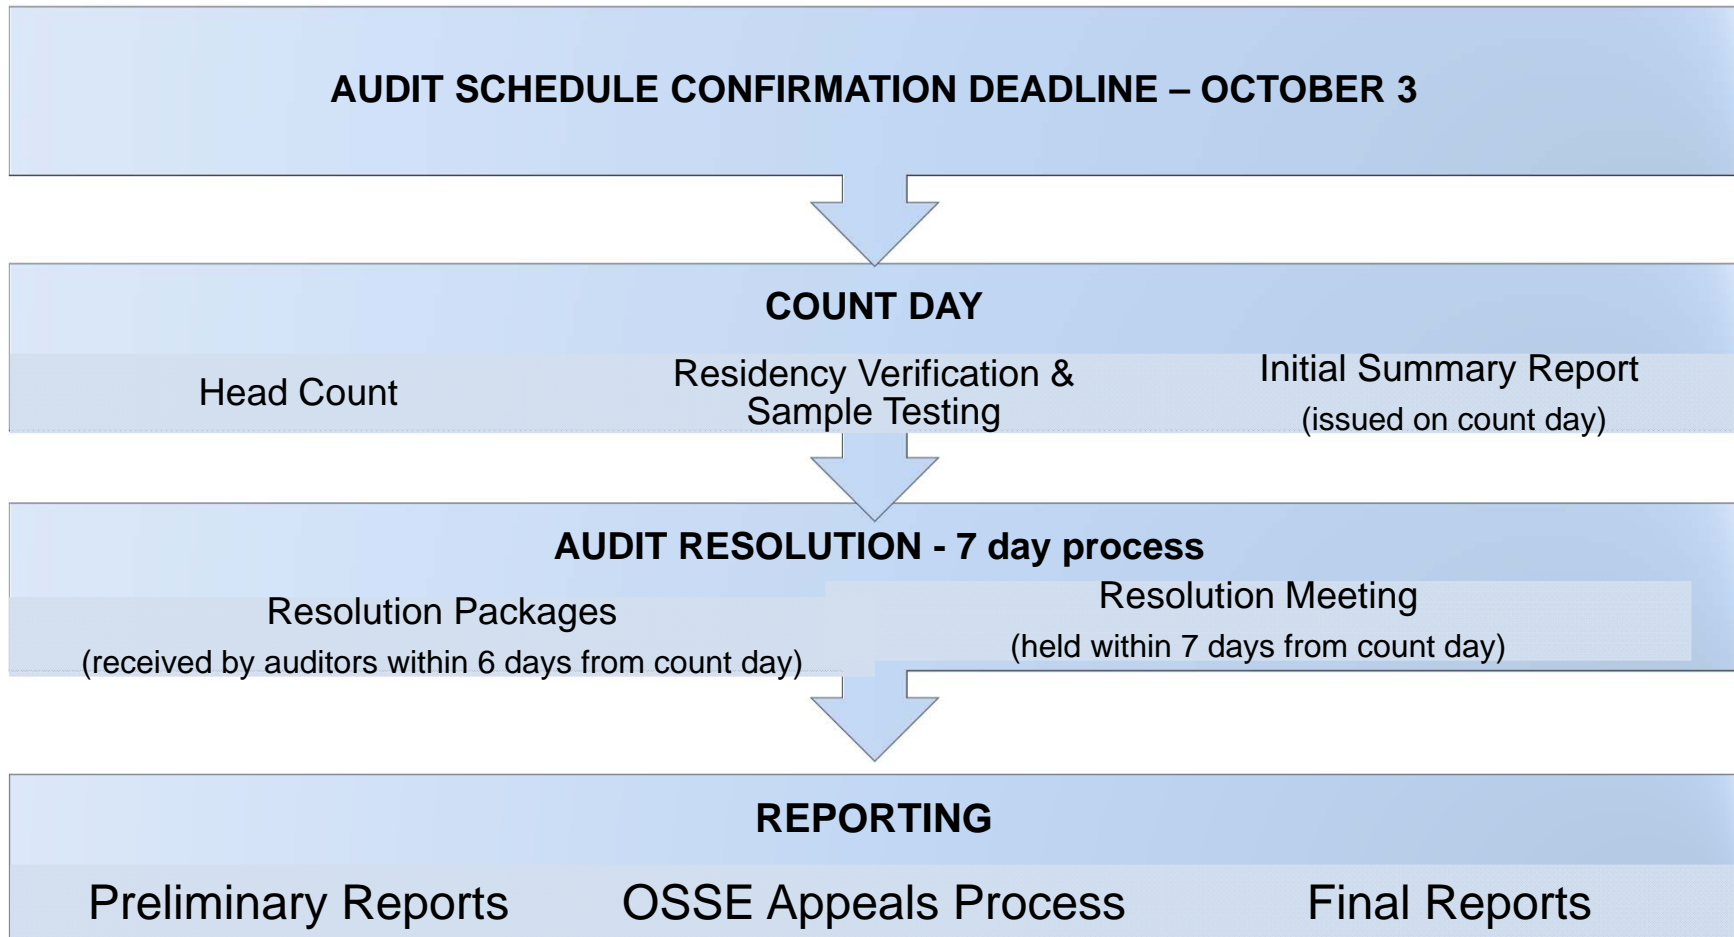 AUDIT SCHEDULE CONFIRMATION DEADLINE – OCTOBER 3
COUNT DAY
Head Count
Residency Verification &
Sample Testing
Initial Summary Report
(issued on count day)
AUDIT RESOLUTION - 7 day process
Resolution Packages
(received by auditors within 6 days from count day)
Resolution Meeting
(held within 7 days from count day)
REPORTING
Preliminary Reports
OSSE Appeals Process
Final Reports